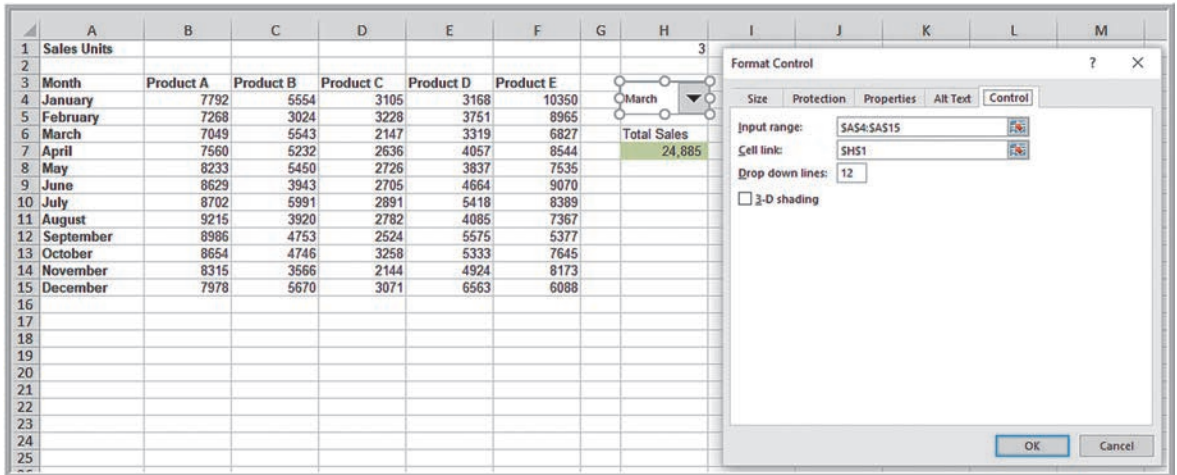 A B C D E F G H I J K L M
1 Sales Units 3
2
3 Month Product A Product B Product C Product D Product E
4 January 7792 5554 3105 3168 10350 March
5 February 7268 3024 3228 3751 8965
6 March 7049 5543 2147 3319 6827 Total Sales
7 April 7560 5232 2636 4057 8544 24,885
8 May 8233 5450 2726 3837 7535
9 June 8629 3943 2705 4664 9070
10 July 8702 5991 2891 5418 8389
11 August 9215 3920 2782 4085 7367
12 September 8986 4753 2524 5575 5377
13 October 8654 4746 3258 5333 7645
14 November 8315 3566 2144 4924 8173
15 December 7978 5670 3071 6563 6088
16
17
18
19
20
21
22
23
24
25
Format Control ? ×
Size Protection Properties Alt Text Control
Input range: $A$4:$A$15
Cell link: $H$1
Drop down lines: 12
3-D shading
OK Cancel